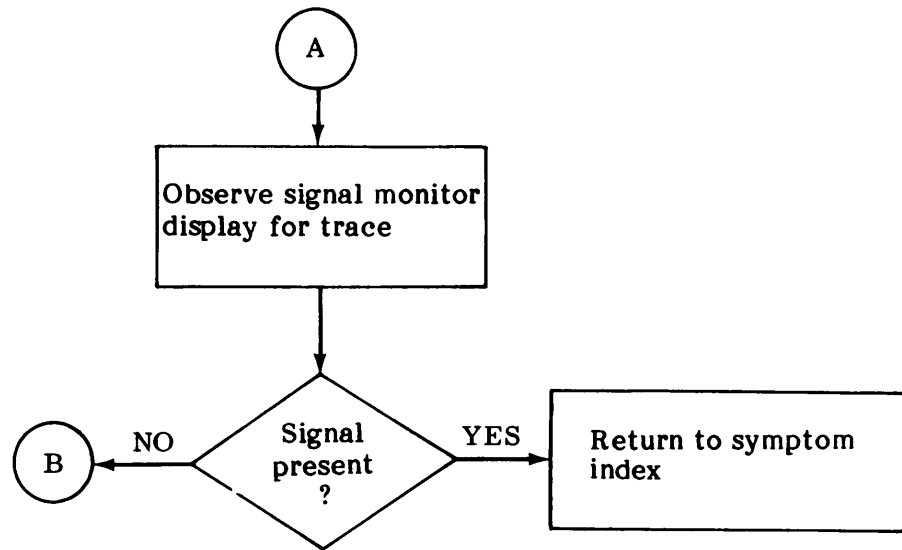 A
Observe signal monitor
display for trace
Signal
present
?
NO
B
YES
Return to symptom
index